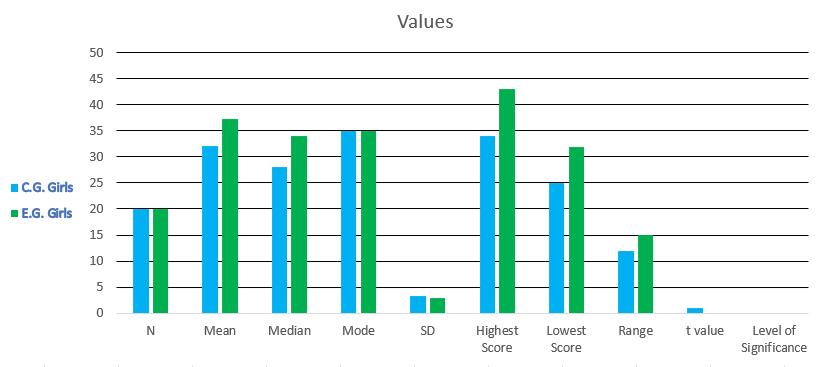 Values
50
45
40
35
30
25
20
15
10
5
0
C.G. Girls
E.G. Girls
N Mean Median Mode SD Highest Lowest Range t value Level of
Score Score Significance